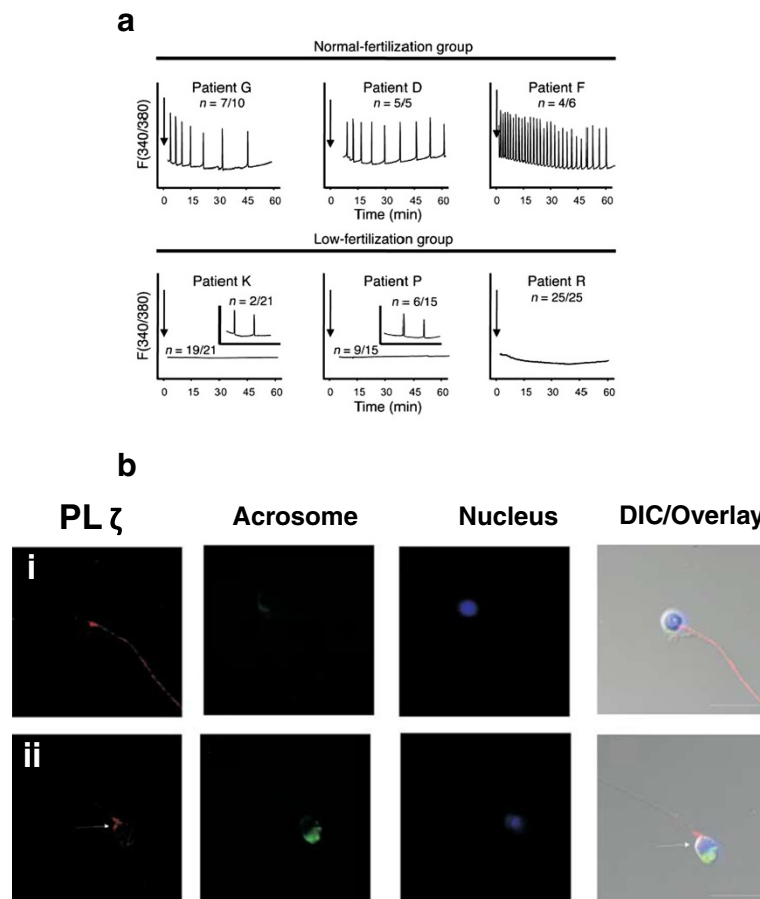 a
Normal-fertilization group
Patient G
n = 7/10
Patient D
n = 5/5
Patient F
n = 4/6
F(340/380)
0 15 30 45 60
0 15 30 45 60
0 15 30 45 60
Time (min)
Low-fertilization group
Patient K
n = 2/21
n = 19/21
Patient P
n = 6/15
n = 9/15
Patient R
n = 25/25
F(340/380)
0 15 30 45 60
0 15 30 45 60
0 15 30 45 60
Time (min)
b
PL ζ
Acrosome
Nucleus
DIC/Overlay
i
ii